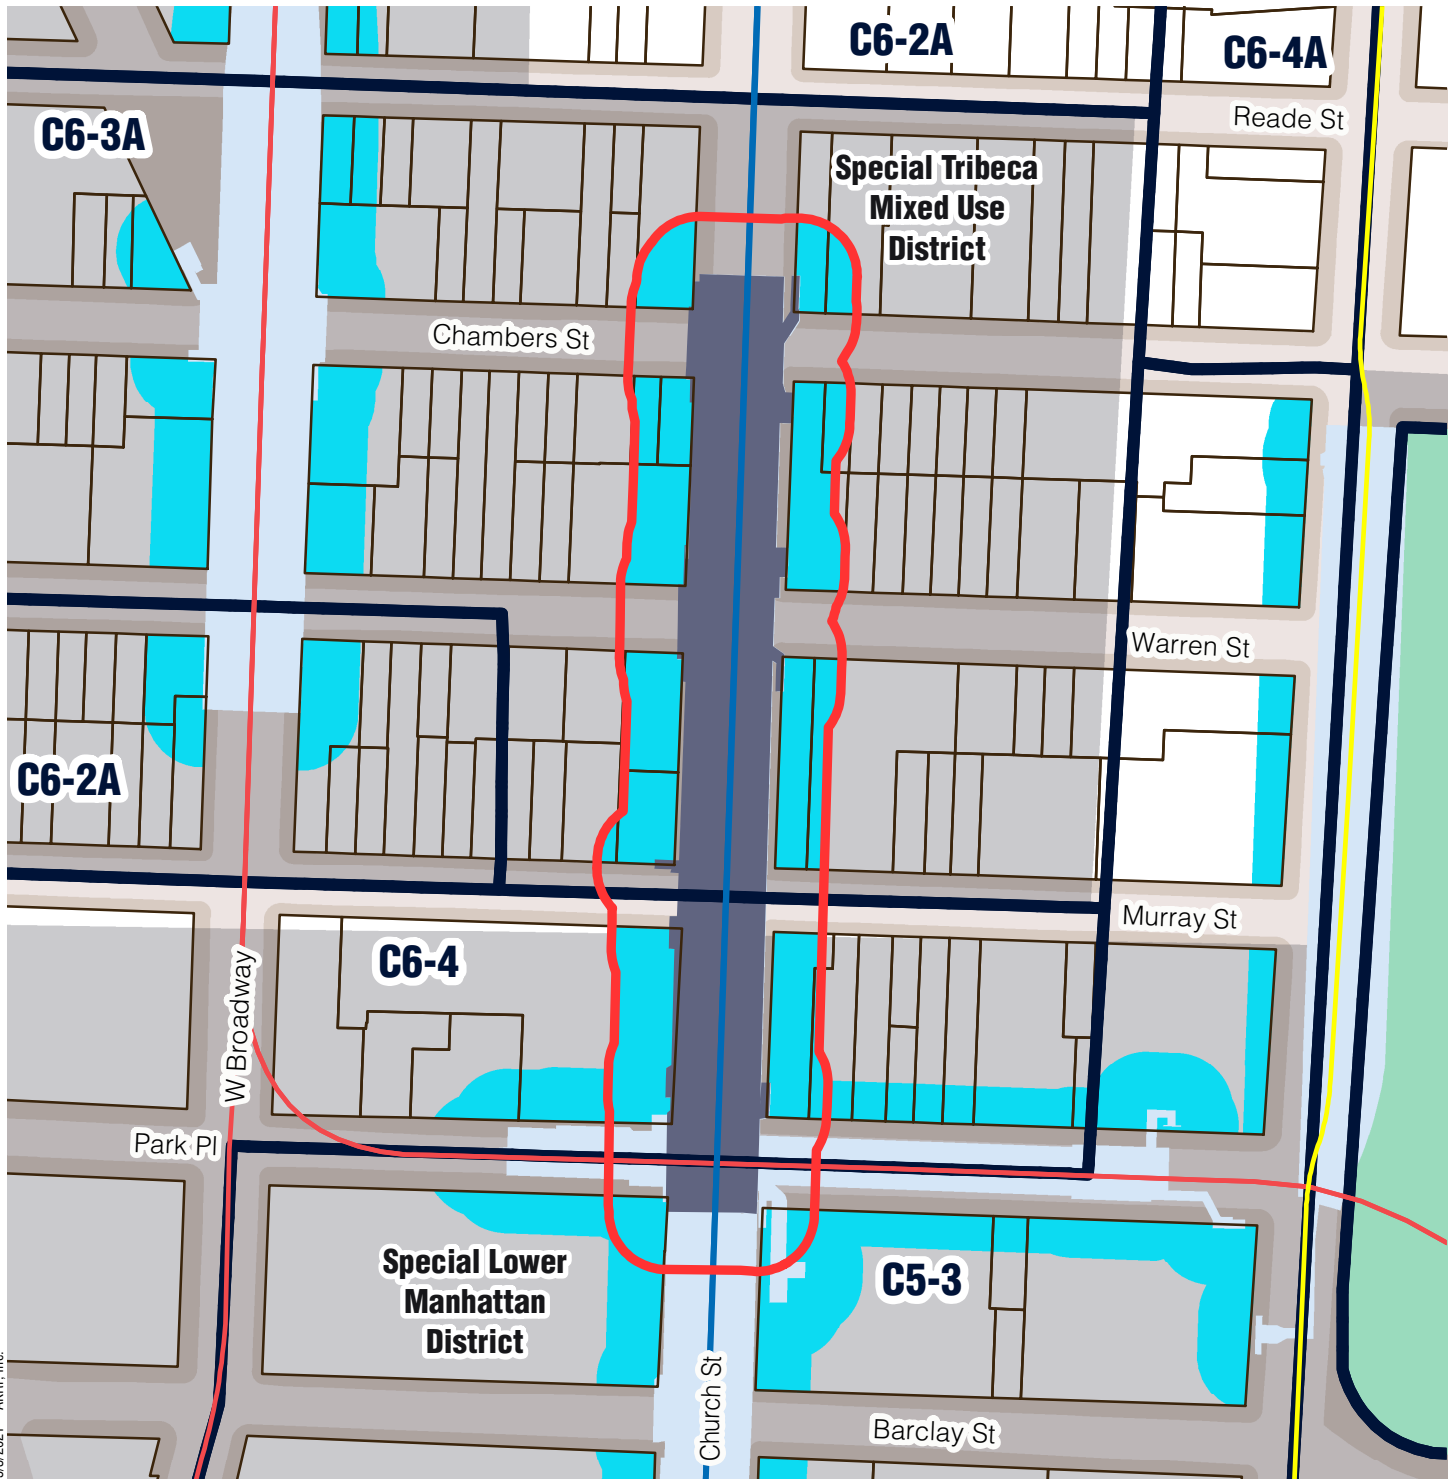 C6-2A
C6-4A
Reade St
C6-3A
Special Tribeca
Mixed Use
District
Chambers St
Warren St
C6-2A
Murray St
C6-4
W Broadway
Park Pl
Special Lower
Manhattan
District
C5-3
Church St
Barclay St